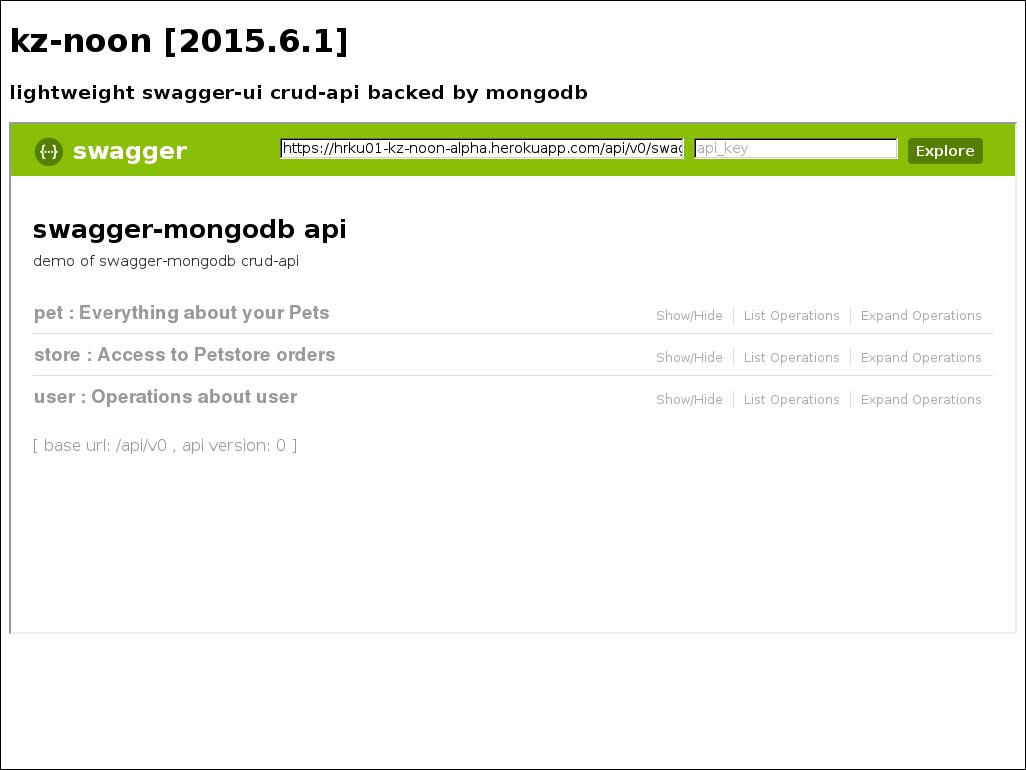 kz-noon [2015.6.1]
lightweight swagger-ui crud-api backed by mongodb
{···} swagger https://hrku01-kz-noon-alpha.herokuapp.com/api/v0/swag api_key Explore
swagger-mongodb api
demo of swagger-mongodb crud-api
pet : Everything about your Pets Show/Hide List Operations Expand Operations
store : Access to Petstore orders Show/Hide List Operations Expand Operations
user : Operations about user Show/Hide List Operations Expand Operations
[ base url: /api/v0 , api version: 0 ]